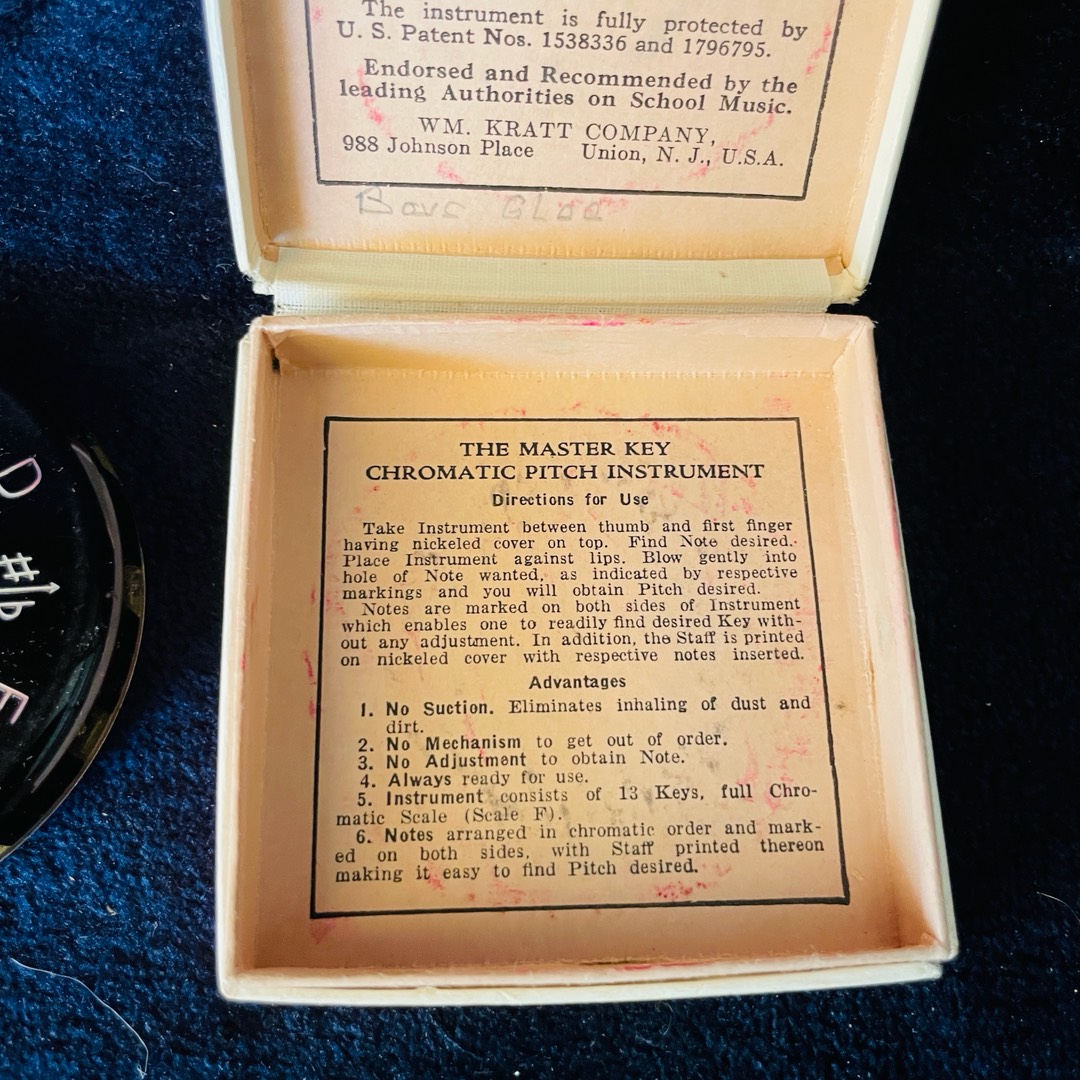 The instrument is fully protected by
U. S. Patent Nos. 1538336 and 1796795.
Endorsed and Recommended by the
leading Authorities on School Music.
WM. KRATT COMPANY,
988 Johnson Place Union, N. J., U.S.A.
THE MASTER KEY
CHROMATIC PITCH INSTRUMENT
Directions for Use
Take Instrument between thumb and first finger
having nickeled cover on top. Find Note desired.
Place Instrument against lips. Blow gently into
hole of Note wanted, as indicated by respective
markings and you will obtain Pitch desired.
Notes are marked on both sides of Instrument
which enables one to readily find desired Key with-
out any adjustment. In addition, the Staff is printed
on nickeled cover with respective notes inserted.
Advantages
1. No Suction. Eliminates inhaling of dust and
dirt.
2. No Mechanism to get out of order.
3. No Adjustment to obtain Note.
4. Always ready for use.
5. Instrument consists of 13 Keys, full Chro-
matic Scale (Scale F).
6. Notes arranged in chromatic order and mark-
ed on both sides, with Staff printed thereon
making it easy to find Pitch desired.
D
#/b
E